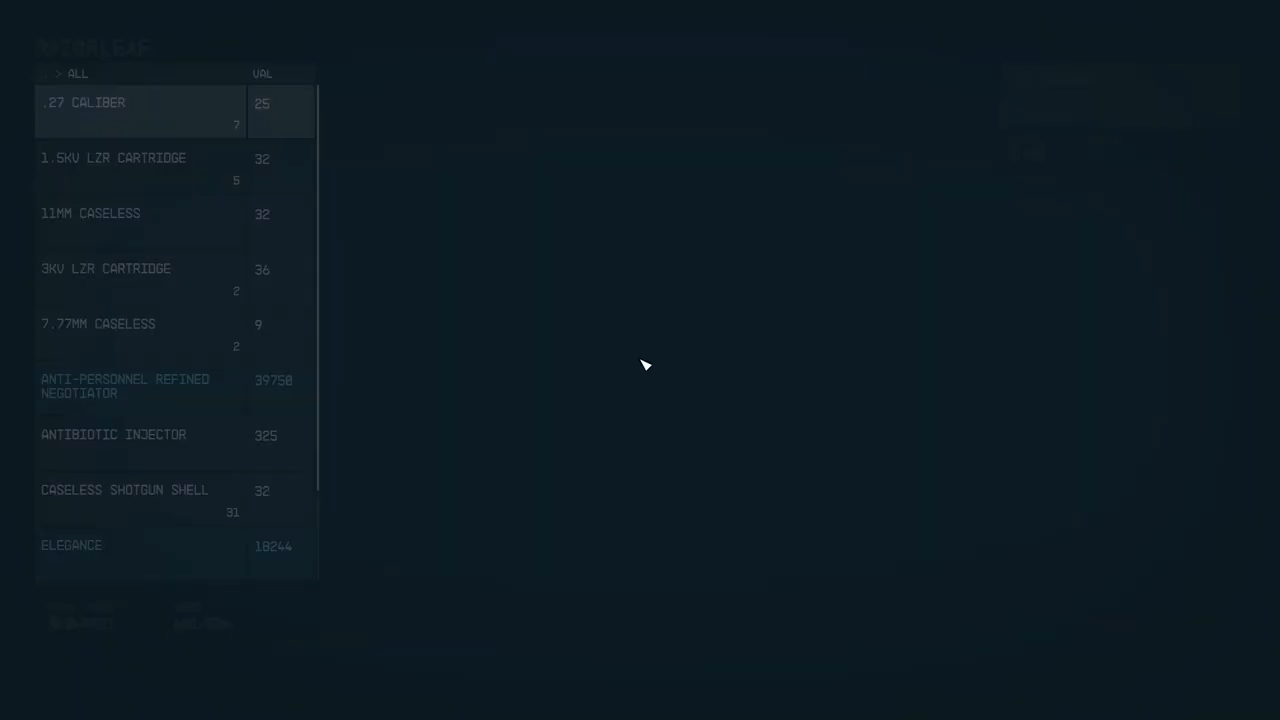 RAZORLEAF
> ALL VAL
.27 CALIBER 25
7
1.5KV LZR CARTRIDGE 32
5
11MM CASELESS 32
3KV LZR CARTRIDGE 36
2
7.77MM CASELESS 9
2
ANTI-PERSONNEL REFINED 39750
NEGOTIATOR
ANTIBIOTIC INJECTOR 325
CASELESS SHOTGUN SHELL 32
31
ELEGANCE 18244